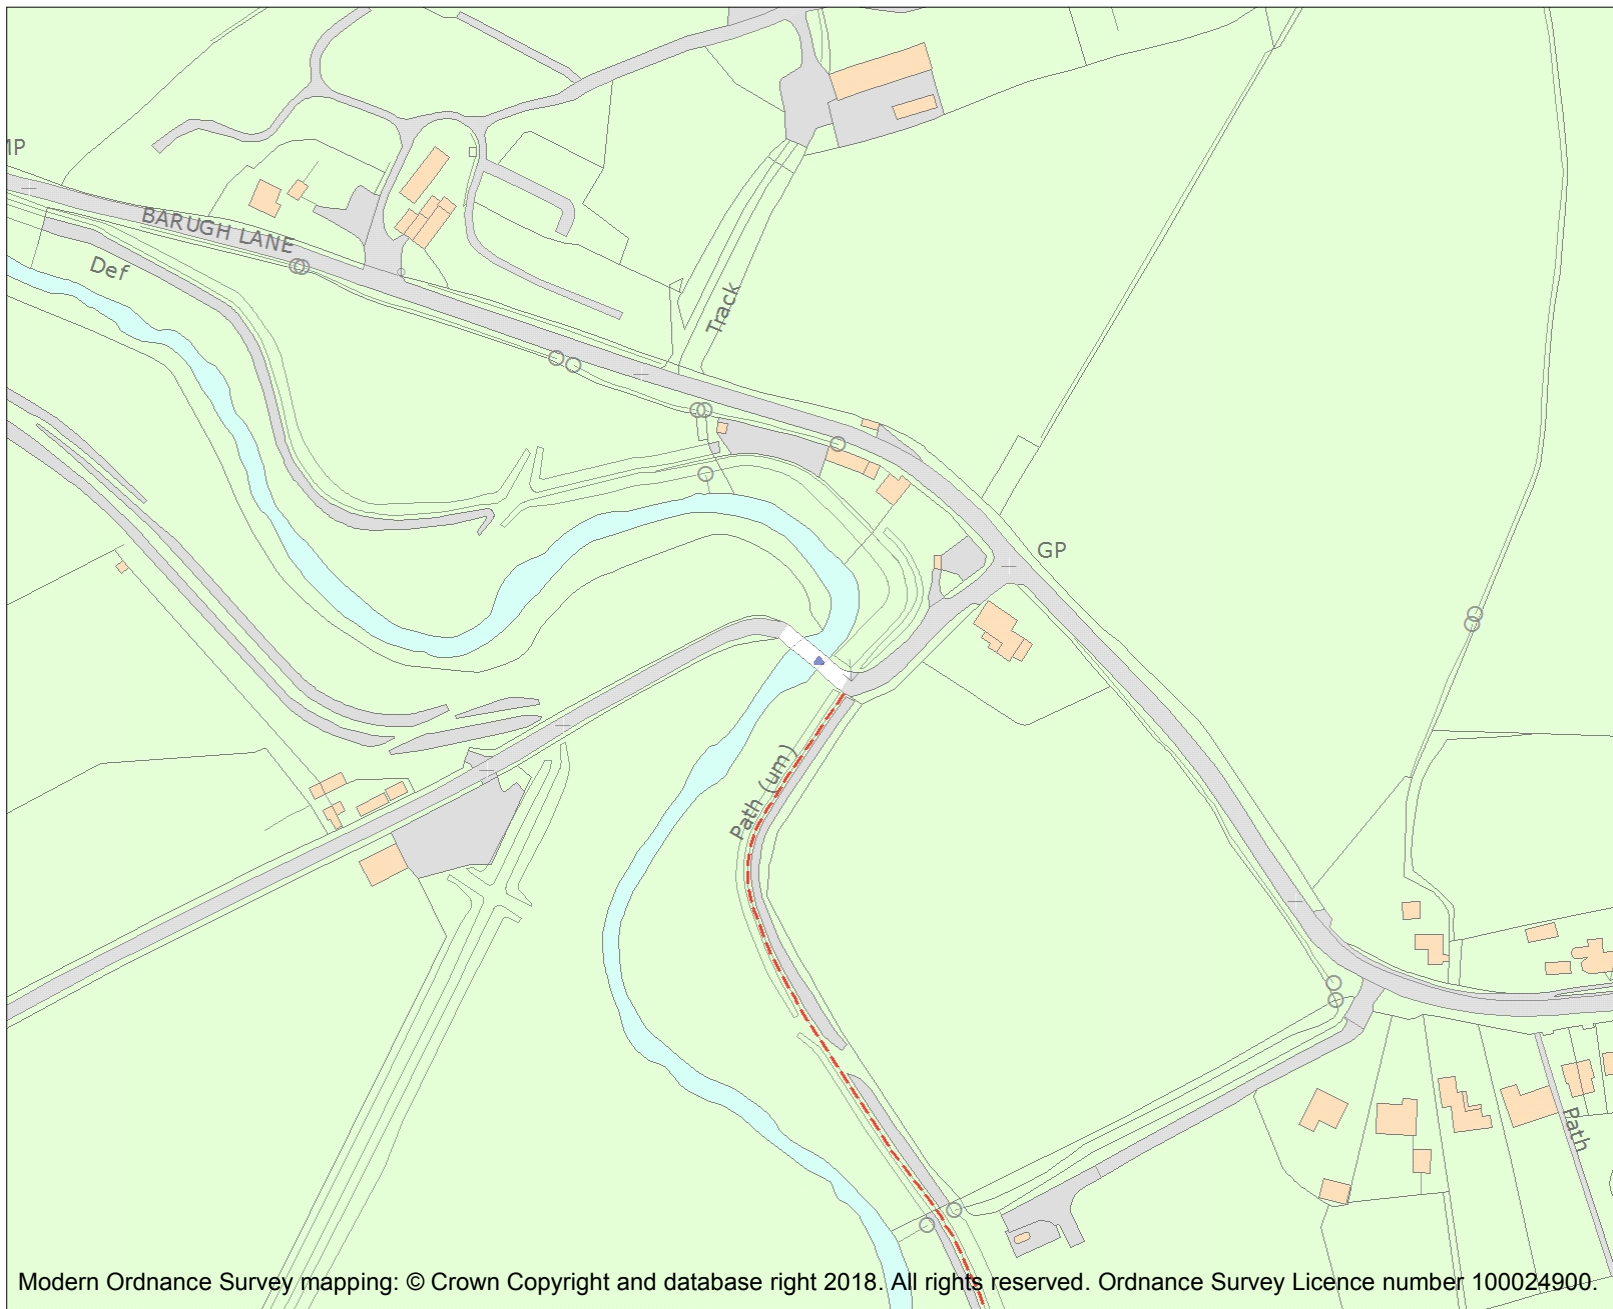 MP
BARUGH LANE
Def
Track
GP
Path (um)
Path
Modern Ordnance Survey mapping: © Crown Copyright and database right 2018. All rights reserved. Ordnance Survey Licence number 100024900.